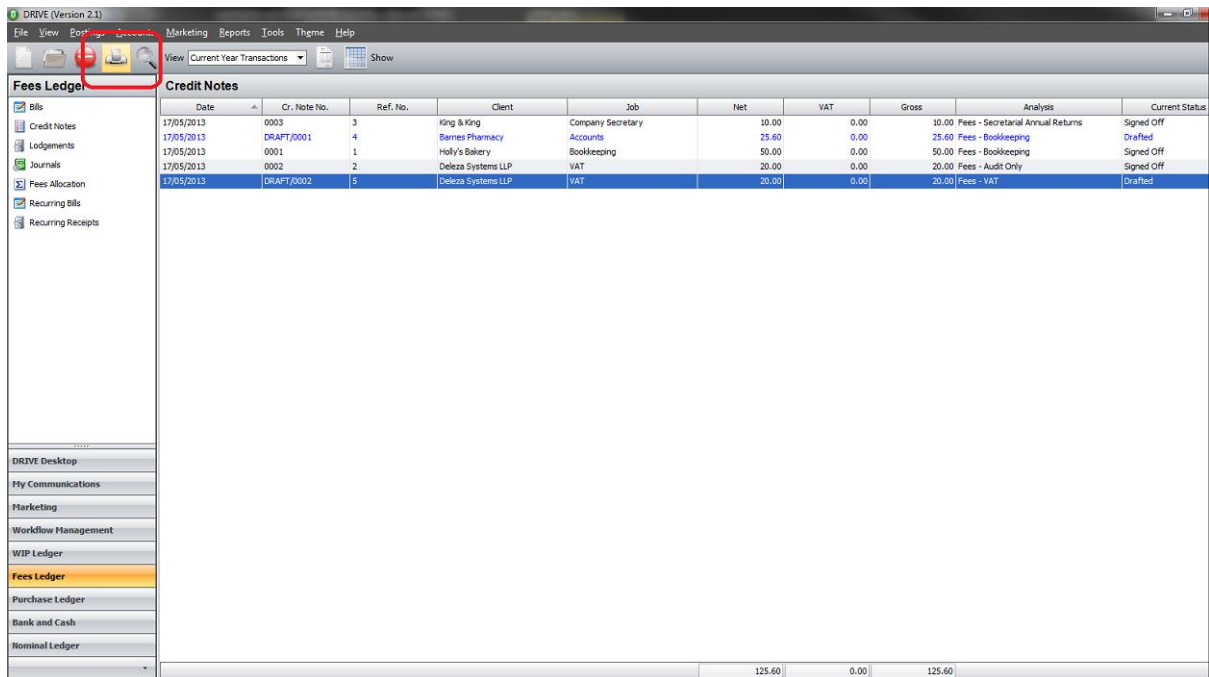 DRIVE (Version 2.1)
File View Postings Accounts Marketing Reports Tools Theme Help
View Current Year Transactions Show
Fees Ledger
Credit Notes
Bills
Credit Notes
Lodgements
Journals
Fees Allocation
Recurring Bills
Recurring Receipts
Date Cr. Note No. Ref. No. Client Job Net VAT Gross Analysis Current Status
17/05/2013 0003 3 King & King Company Secretary 10.00 0.00 10.00 Fees - Secretarial Annual Returns Signed Off
17/05/2013 DRAFT/0001 4 Barnes Pharmacy Accounts 25.60 0.00 25.60 Fees - Bookkeeping Drafted
17/05/2013 0001 1 Holly's Bakery Bookkeeping 50.00 0.00 50.00 Fees - Bookkeeping Signed Off
17/05/2013 0002 2 Deleza Systems LLP VAT 20.00 0.00 20.00 Fees - Audit Only Signed Off
17/05/2013 DRAFT/0002 5 Deleza Systems LLP VAT 20.00 0.00 20.00 Fees - VAT Drafted
DRIVE Desktop
My Communications
Marketing
Workflow Management
WIP Ledger
Fees Ledger
Purchase Ledger
Bank and Cash
Nominal Ledger
125.60 0.00 125.60